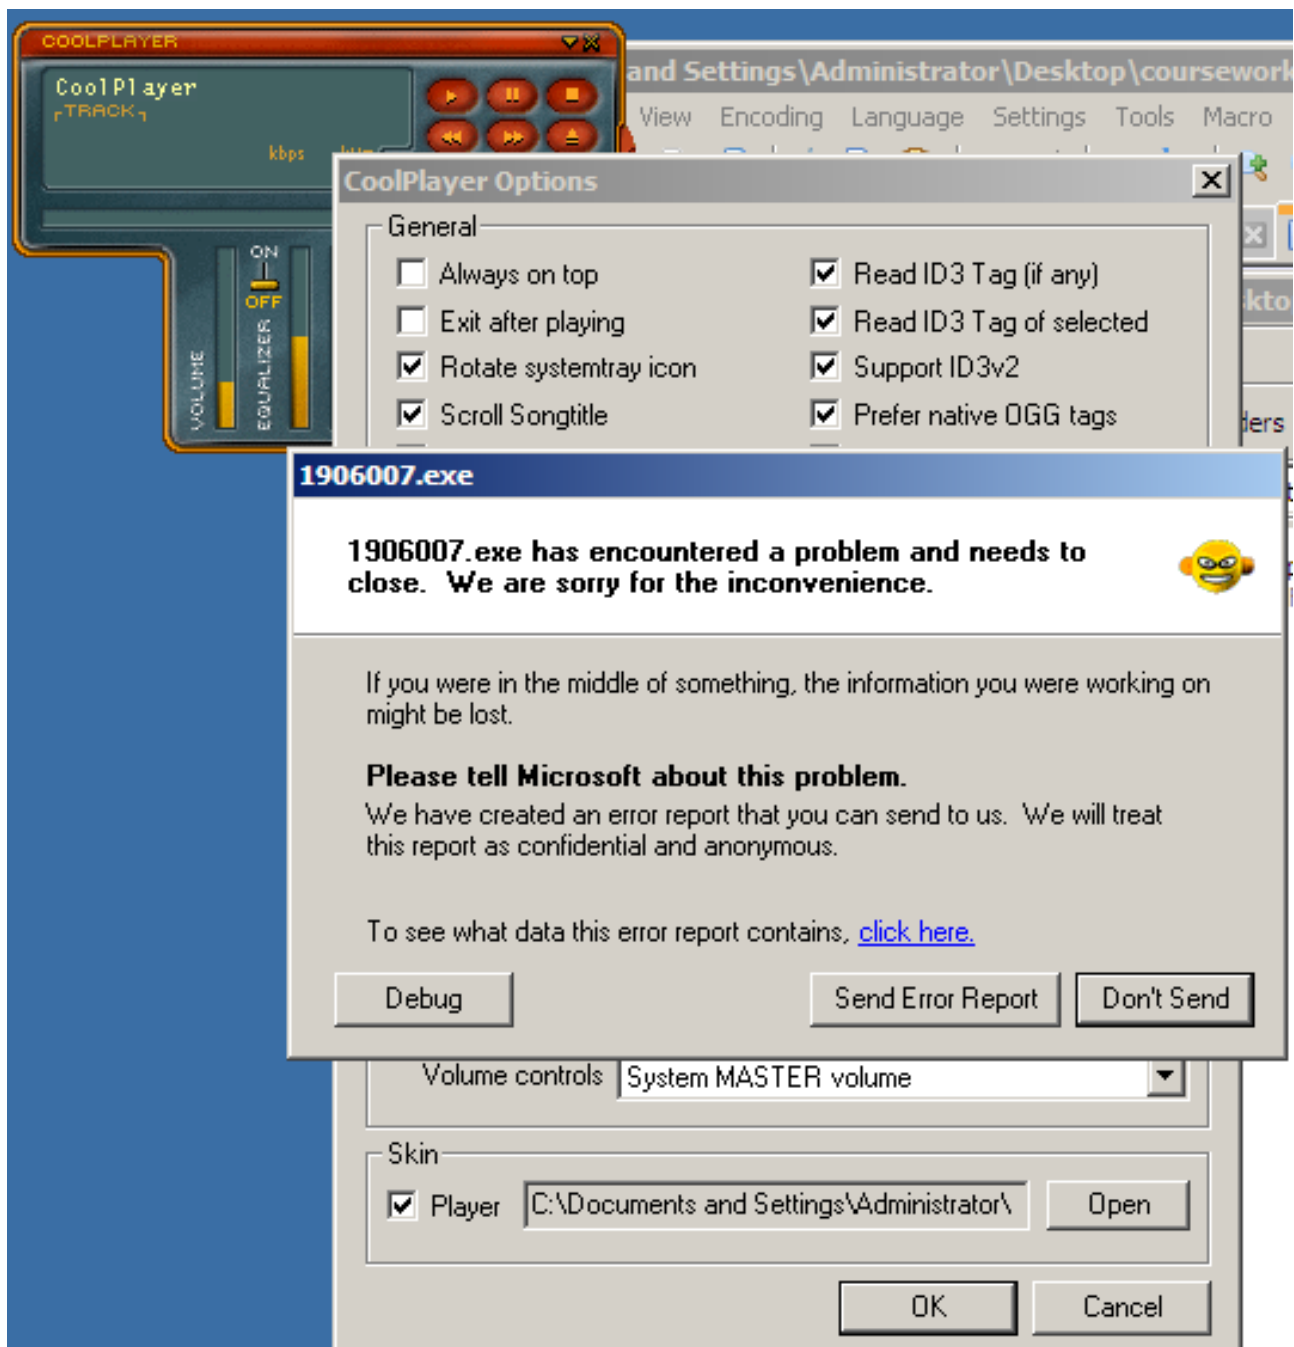 COOLPLAYER
CoolPlayer
TRACK
kbps
and Settings\Administrator\Desktop\coursework
View Encoding Language Settings Tools Macro
CoolPlayer Options
General
Always on top
Read ID3 Tag (if any)
Exit after playing
Read ID3 Tag of selected
Rotate systemtray icon
Support ID3v2
Scroll Songtitle
Prefer native OGG tags
ON
OFF
VOLUME
EQUALIZER
1906007.exe
1906007.exe has encountered a problem and needs to
close. We are sorry for the inconvenience.
If you were in the middle of something, the information you were working on
might be lost.
Please tell Microsoft about this problem.
We have created an error report that you can send to us. We will treat
this report as confidential and anonymous.
To see what data this error report contains, click here.
Debug
Send Error Report
Don't Send
Volume controls
System MASTER volume
Skin
Player
C:\Documents and Settings\Administrator\
Open
OK
Cancel